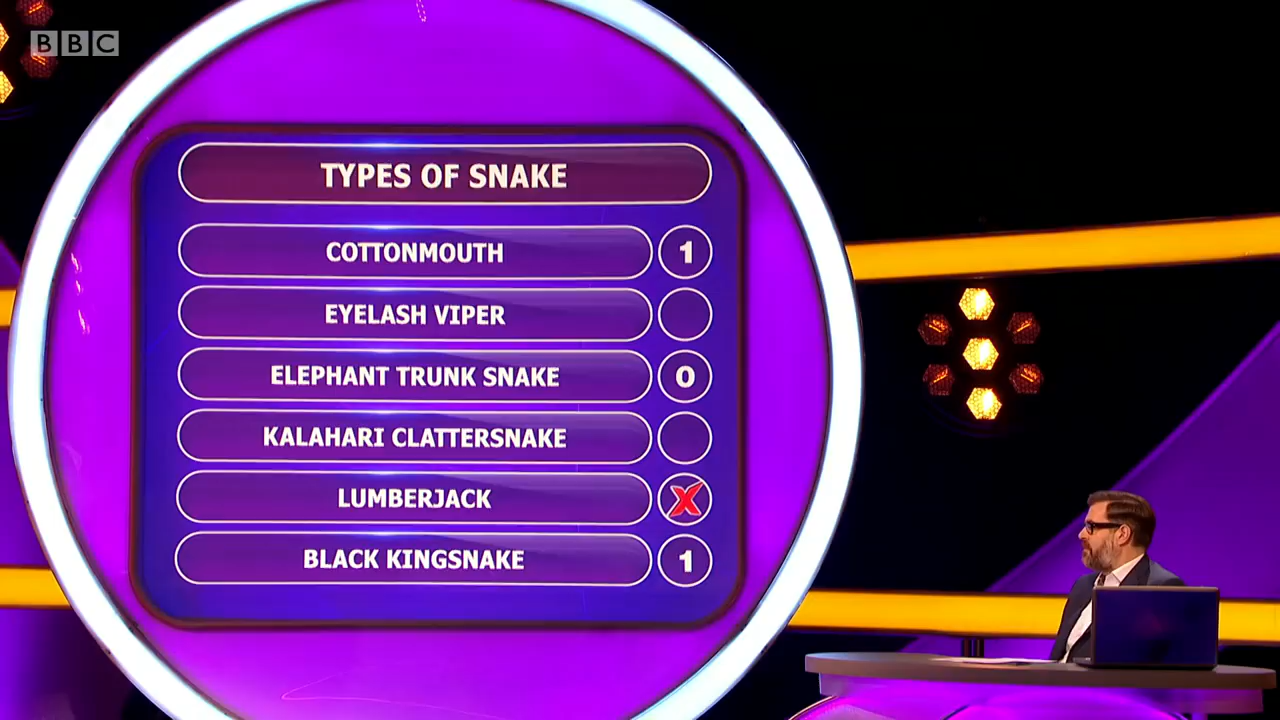 BBC
TYPES OF SNAKE
COTTONMOUTH 1
EYELASH VIPER
ELEPHANT TRUNK SNAKE 0
KALAHARI CLATTERSNAKE
LUMBERJACK X
BLACK KINGSNAKE 1